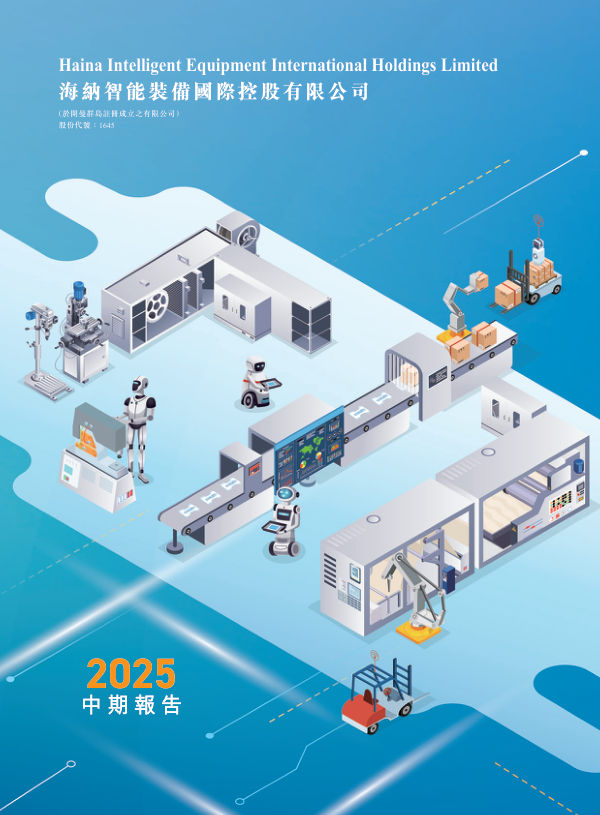 Haina Intelligent Equipment International Holdings Limited
海納智能裝備國際控股有限公司
(於開曼群島註冊成立之有限公司)
股份代號：1645
2025
中期報告